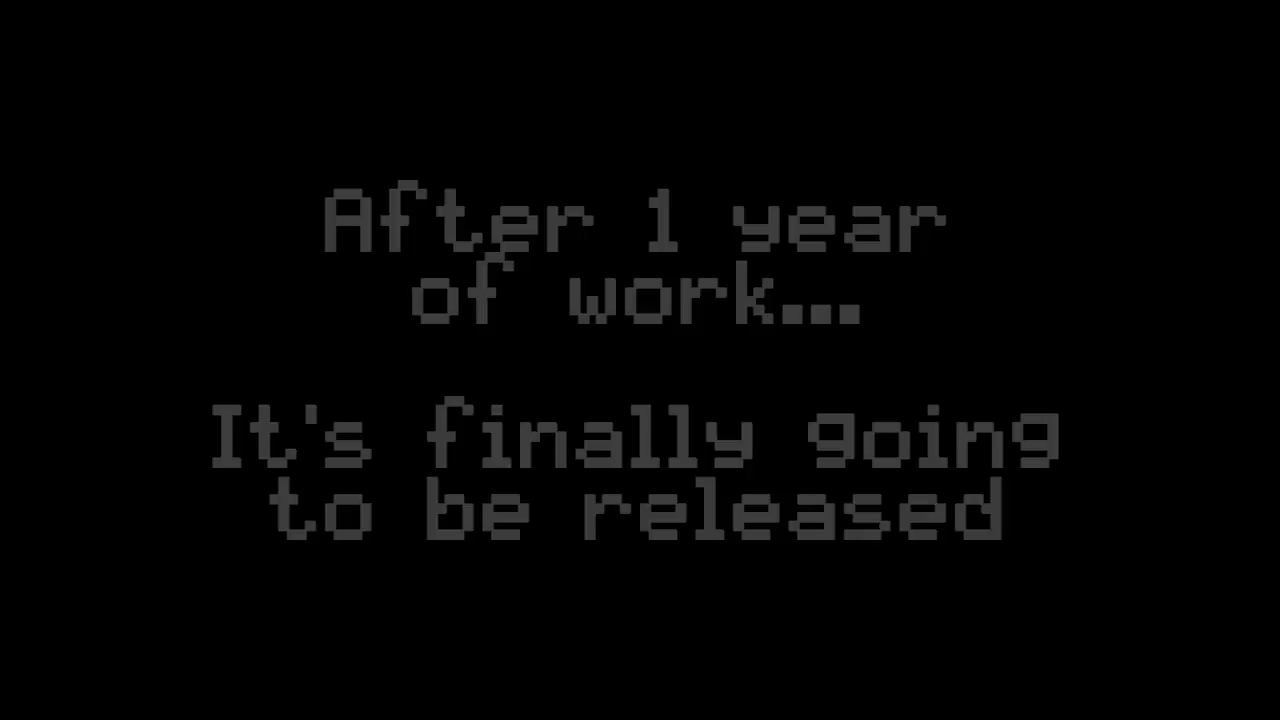 After 1 year
of work...
It's finally going
to be released